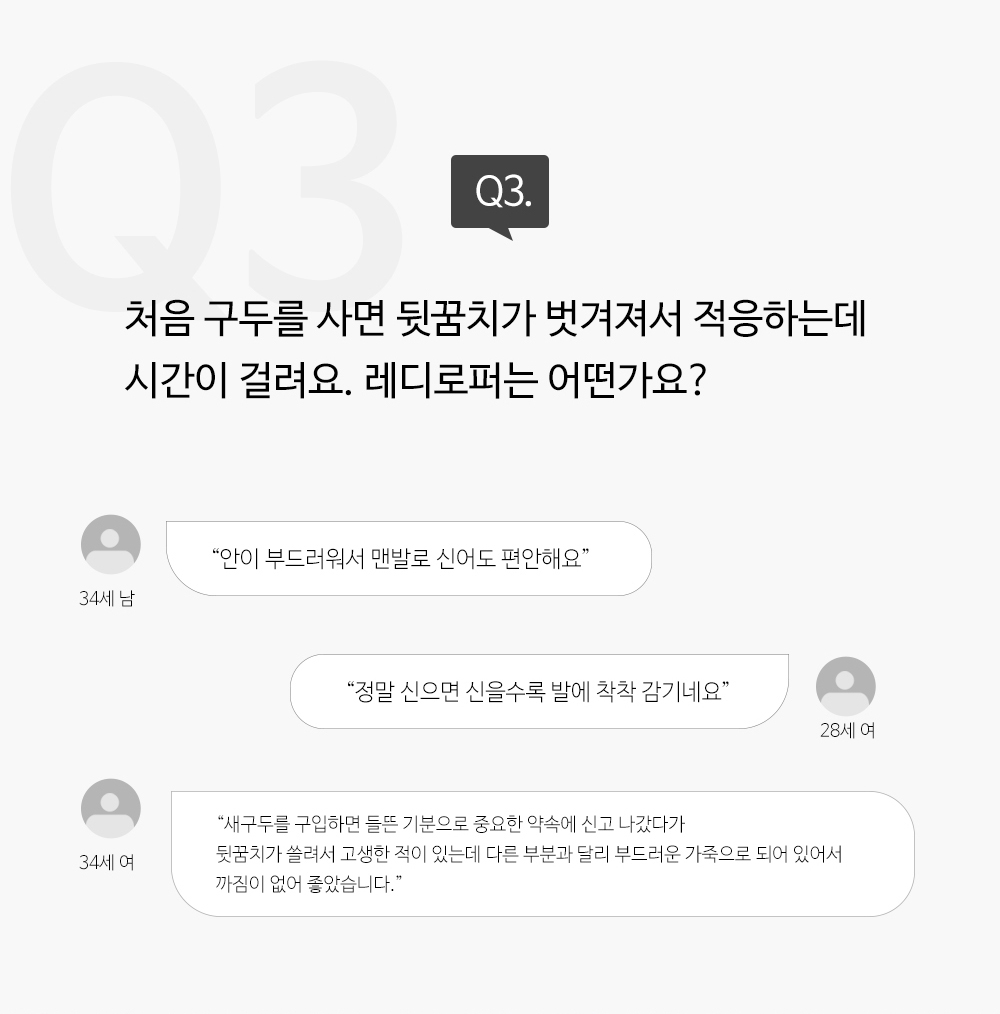 Q3
Q3.
처음 구두를 사면 뒷꿈치가 벗겨져서 적응하는데
시간이 걸려요. 레디로퍼는 어떤가요?
“안이 부드러워서 맨발로 신어도 편안해요”
34세 남
“정말 신으면 신을수록 발에 착착 감기네요”
28세 여
“새구두를 구입하면 들뜬 기분으로 중요한 약속에 신고 나갔다가
뒷꿈치가 쓸려서 고생한 적이 있는데 다른 부분과 달리 부드러운 가죽으로 되어 있어서
까짐이 없어 좋았습니다.”
34세 여